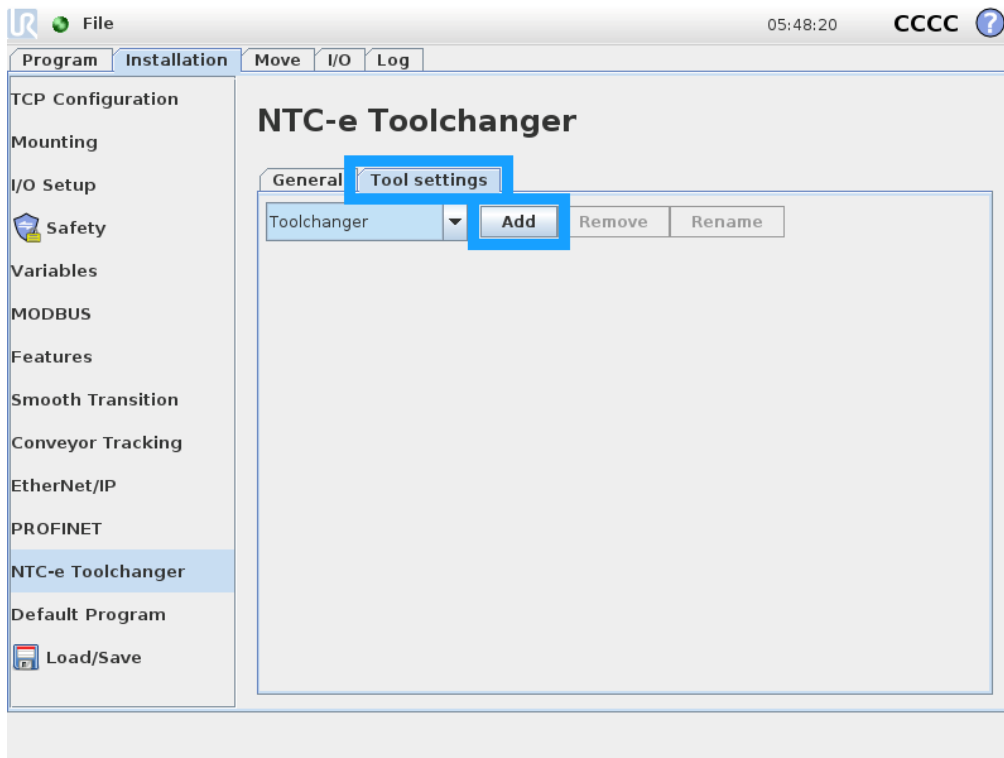 UR File 05:48:20 CCCC ?
Program Installation Move I/O Log
TCP Configuration
Mounting
I/O Setup
Safety
Variables
MODBUS
Features
Smooth Transition
Conveyor Tracking
EtherNet/IP
PROFINET
NTC-e Toolchanger
Default Program
Load/Save
NTC-e Toolchanger
General Tool settings
Toolchanger Add Remove Rename